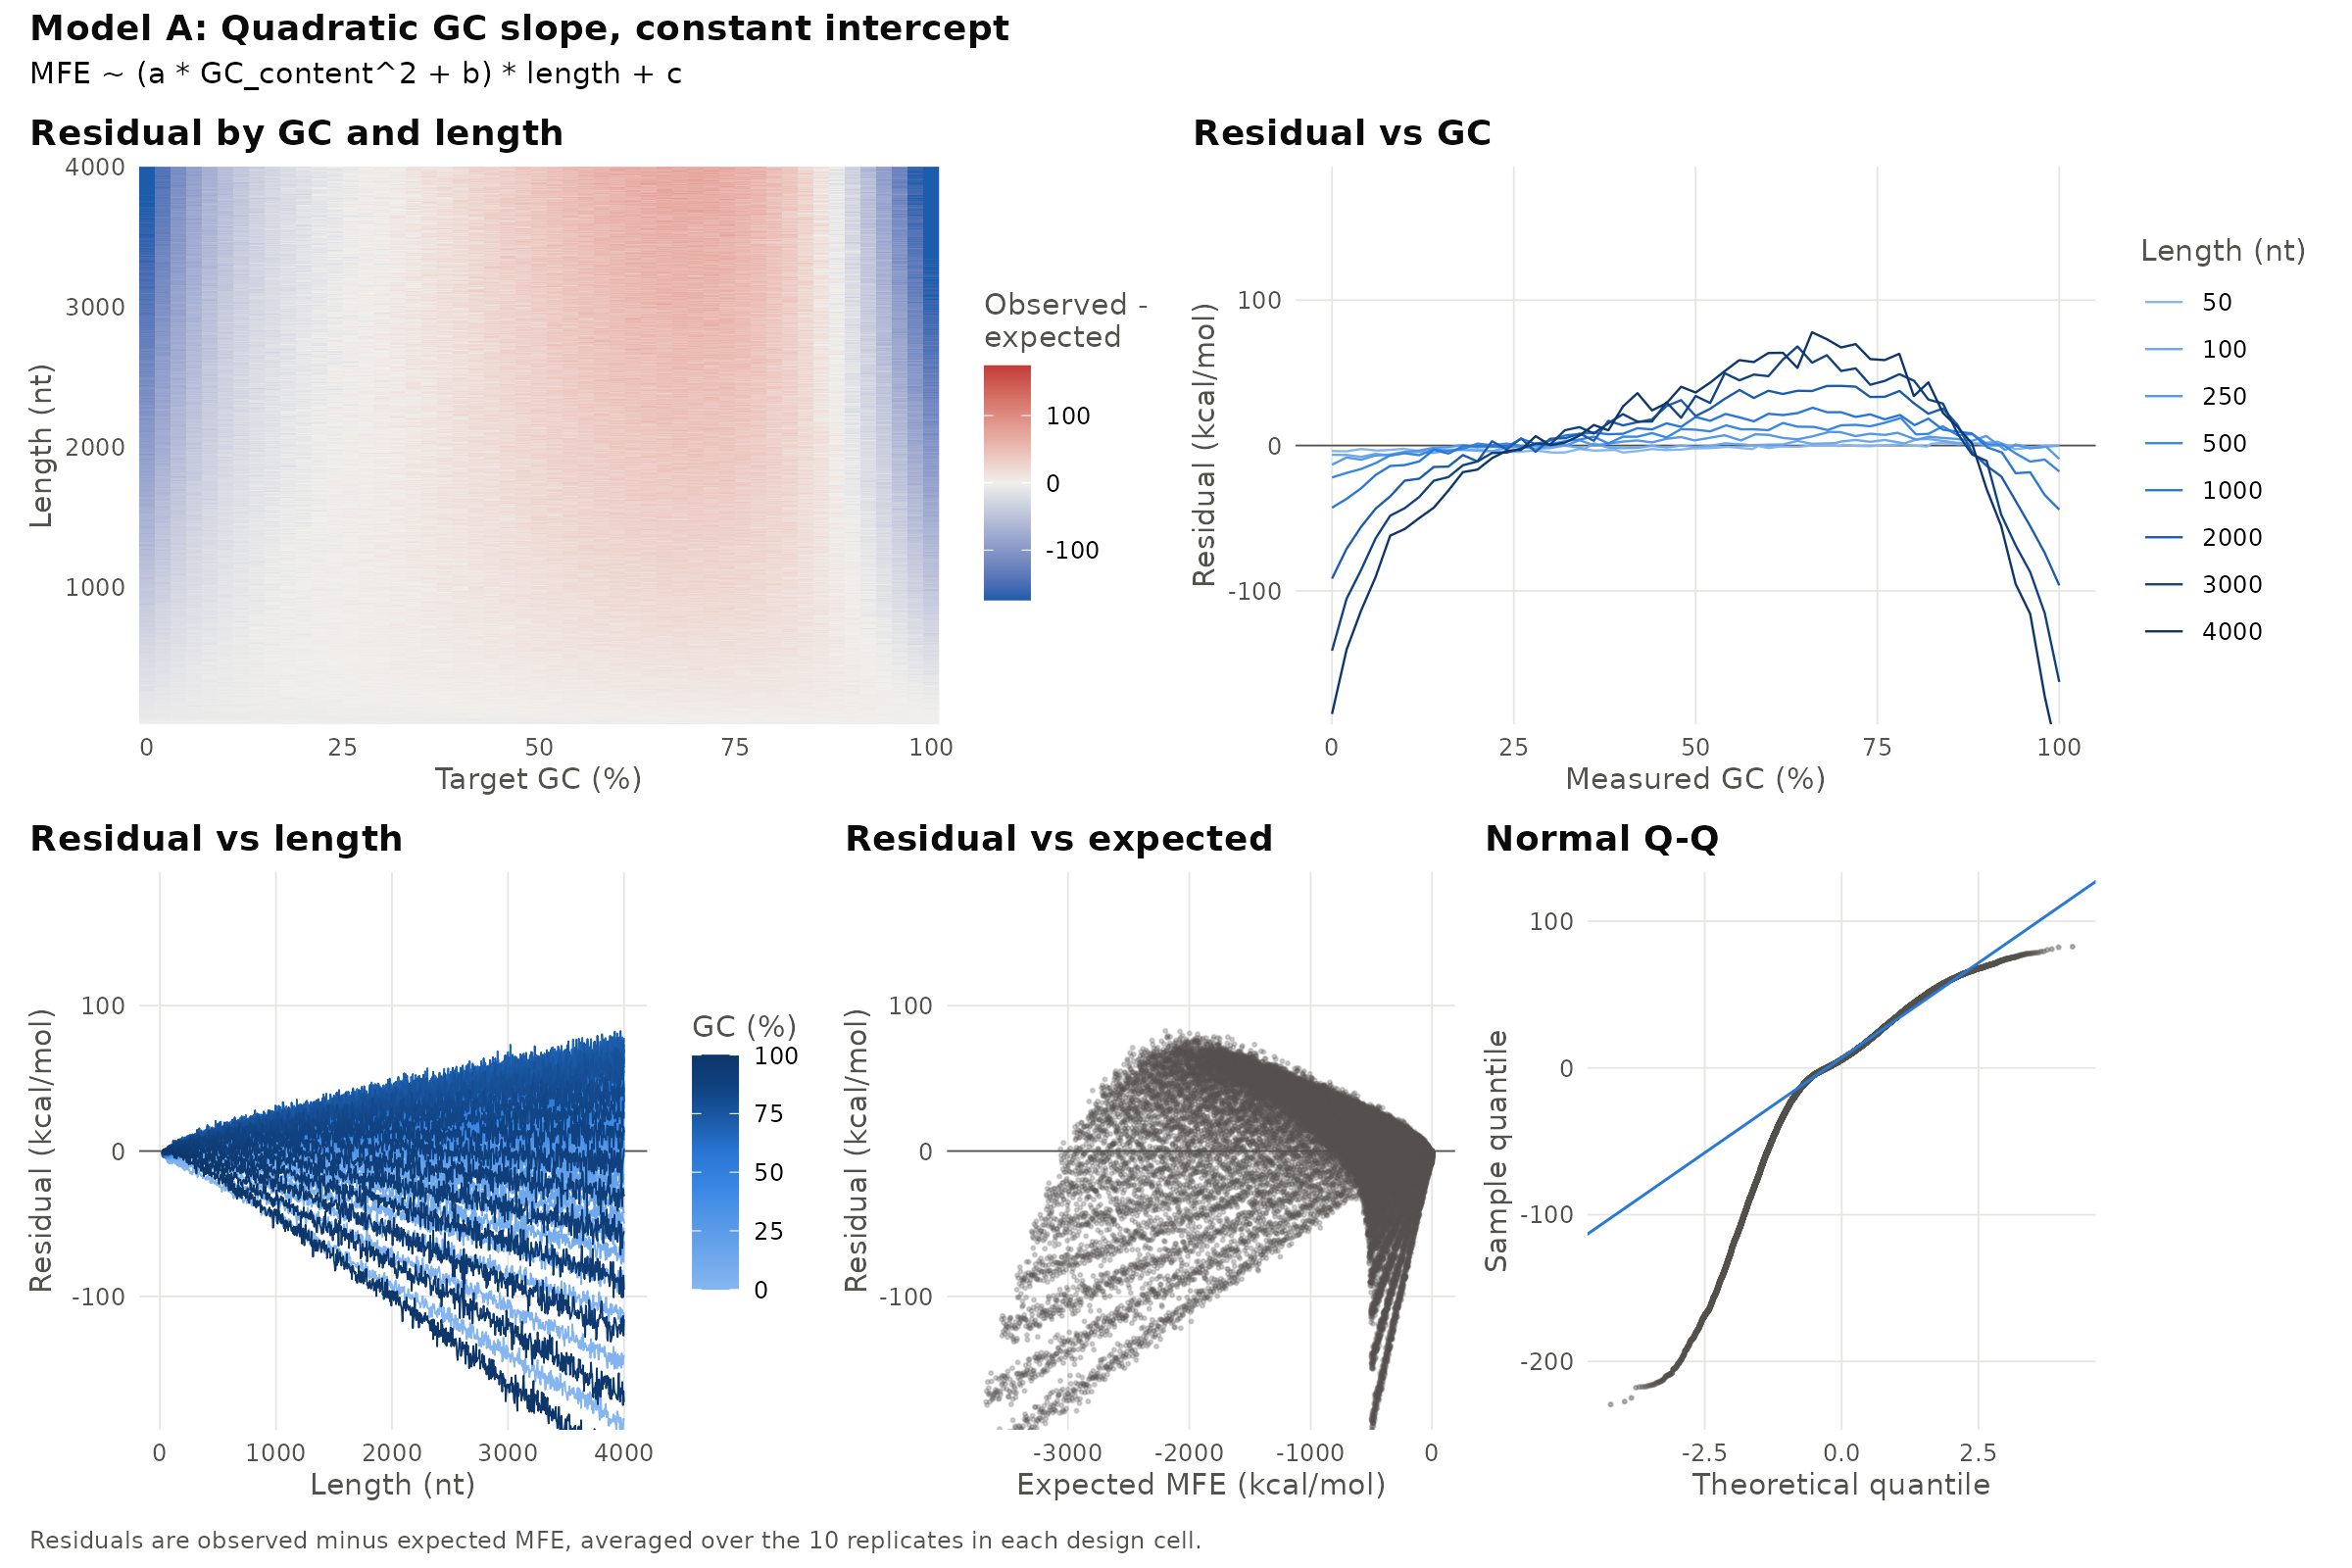 Model A: Quadratic GC slope, constant intercept
MFE ~ (a * GC_content^2 + b) * length + c
Residual by GC and length
4000
3000
2000
1000
Length (nt)
0
25
50
75
100
Target GC (%)
Observed -
expected
100
0
-100
Residual vs GC
100
0
-100
Residual (kcal/mol)
0
25
50
75
100
Measured GC (%)
Length (nt)
50
100
250
500
1000
2000
3000
4000
Residual vs length
100
0
-100
Residual (kcal/mol)
0
1000
2000
3000
4000
Length (nt)
GC (%)
100
75
50
25
0
Residual vs expected
100
0
-100
Residual (kcal/mol)
-3000
-2000
-1000
0
Expected MFE (kcal/mol)
Normal Q-Q
100
0
-100
-200
Sample quantile
-2.5
0.0
2.5
Theoretical quantile
Residuals are observed minus expected MFE, averaged over the 10 replicates in each design cell.